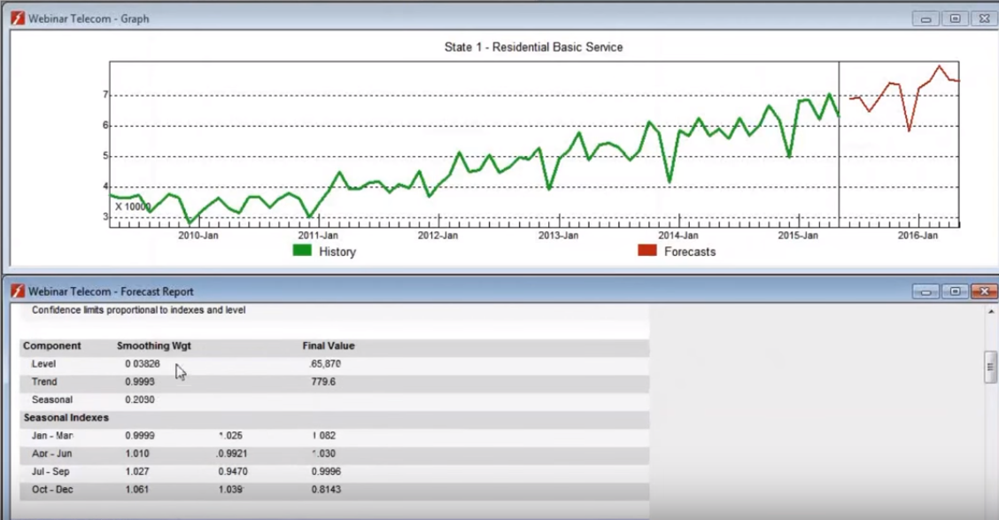 Webinar Telecom - Graph
State 1 - Residential Basic Service
7
6
5
4
X 10000
3
2010-Jan 2011-Jan 2012-Jan 2013-Jan 2014-Jan 2015-Jan 2016-Jan
History Forecasts
Webinar Telecom - Forecast Report
Confidence limits proportional to indexes and level
Component Smoothing Wgt Final Value
Level 0.03826 65,870
Trend 0.9993 779.6
Seasonal 0.2030
Seasonal Indexes
Jan - Mar 0.9999 1.025 1.082
Apr - Jun 1.010 0.9921 1.030
Jul - Sep 1.027 0.9470 0.9996
Oct - Dec 1.061 1.039 0.8143